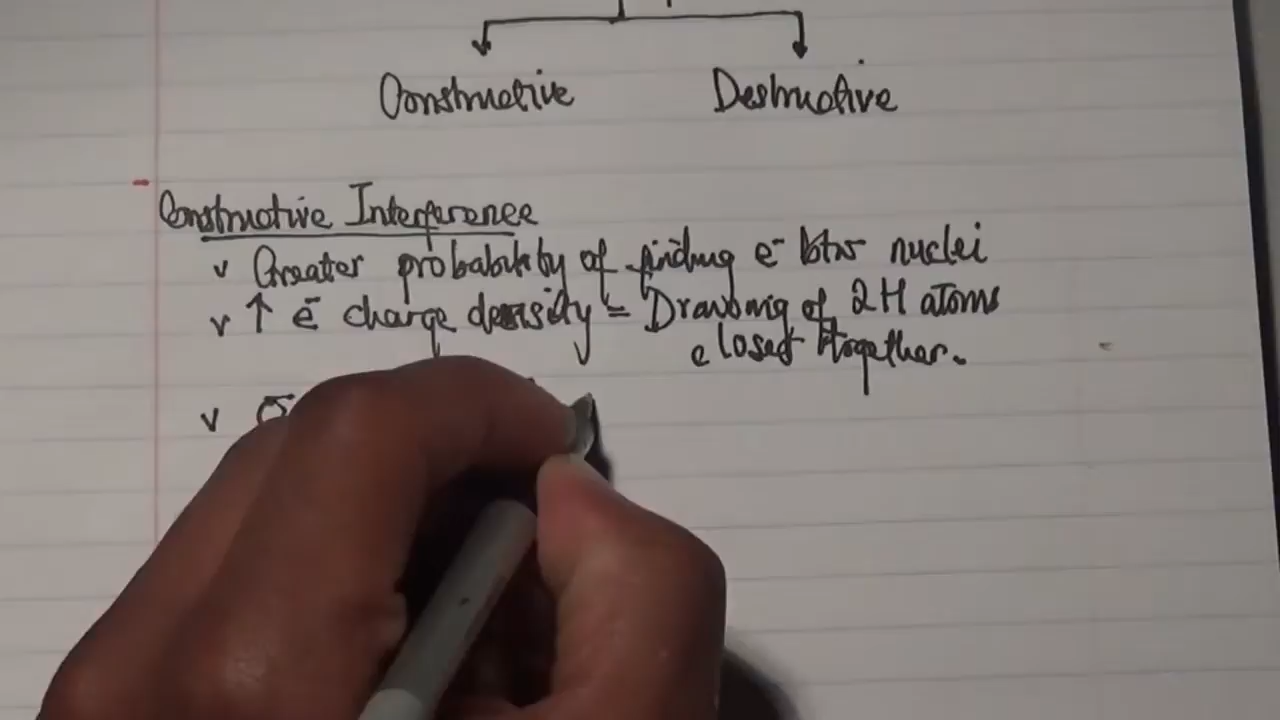 Constructive Destructive
Constructive Interference
v Greater probability of finding e⁻ btw nuclei
v ↑ e⁻ charge density = Drawing of 2H atoms
closer together.
v σ